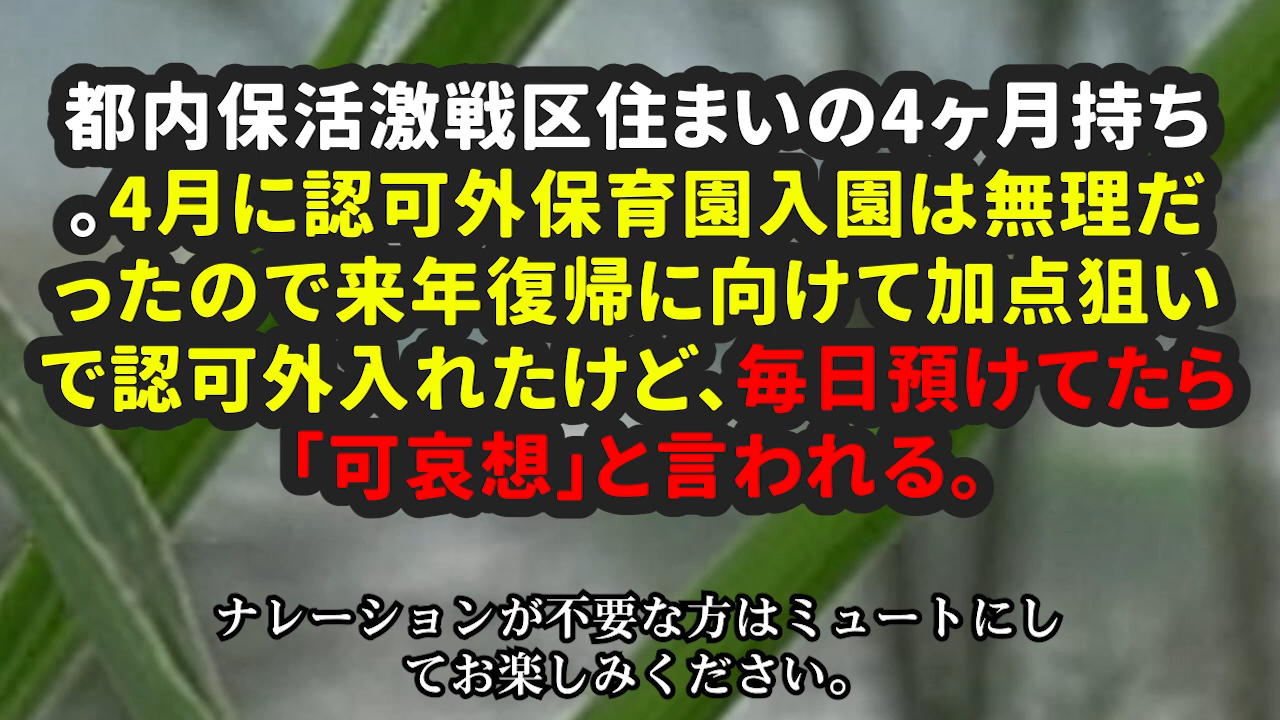 都内保活激戦区住まいの4ヶ月持ち
。4月に認可外保育園入園は無理だ
ったので来年復帰に向けて加点狙い
で認可外入れたけど、毎日預けてたら
「可哀想」と言われる。
ナレーションが不要な方はミュートにし
てお楽しみください。